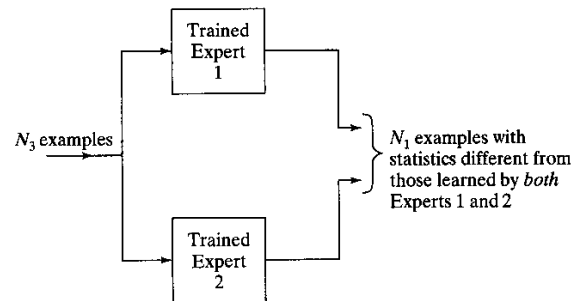 Trained
Expert
1
N₃ examples
N₁ examples with
statistics different from
those learned by both
Experts 1 and 2
Trained
Expert
2